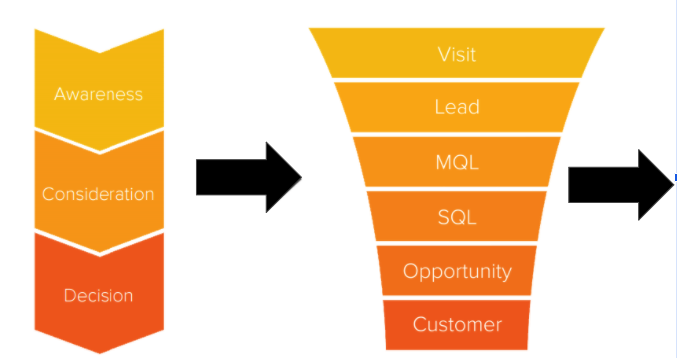 Awareness
Consideration
Decision
Visit
Lead
MQL
SQL
Opportunity
Customer